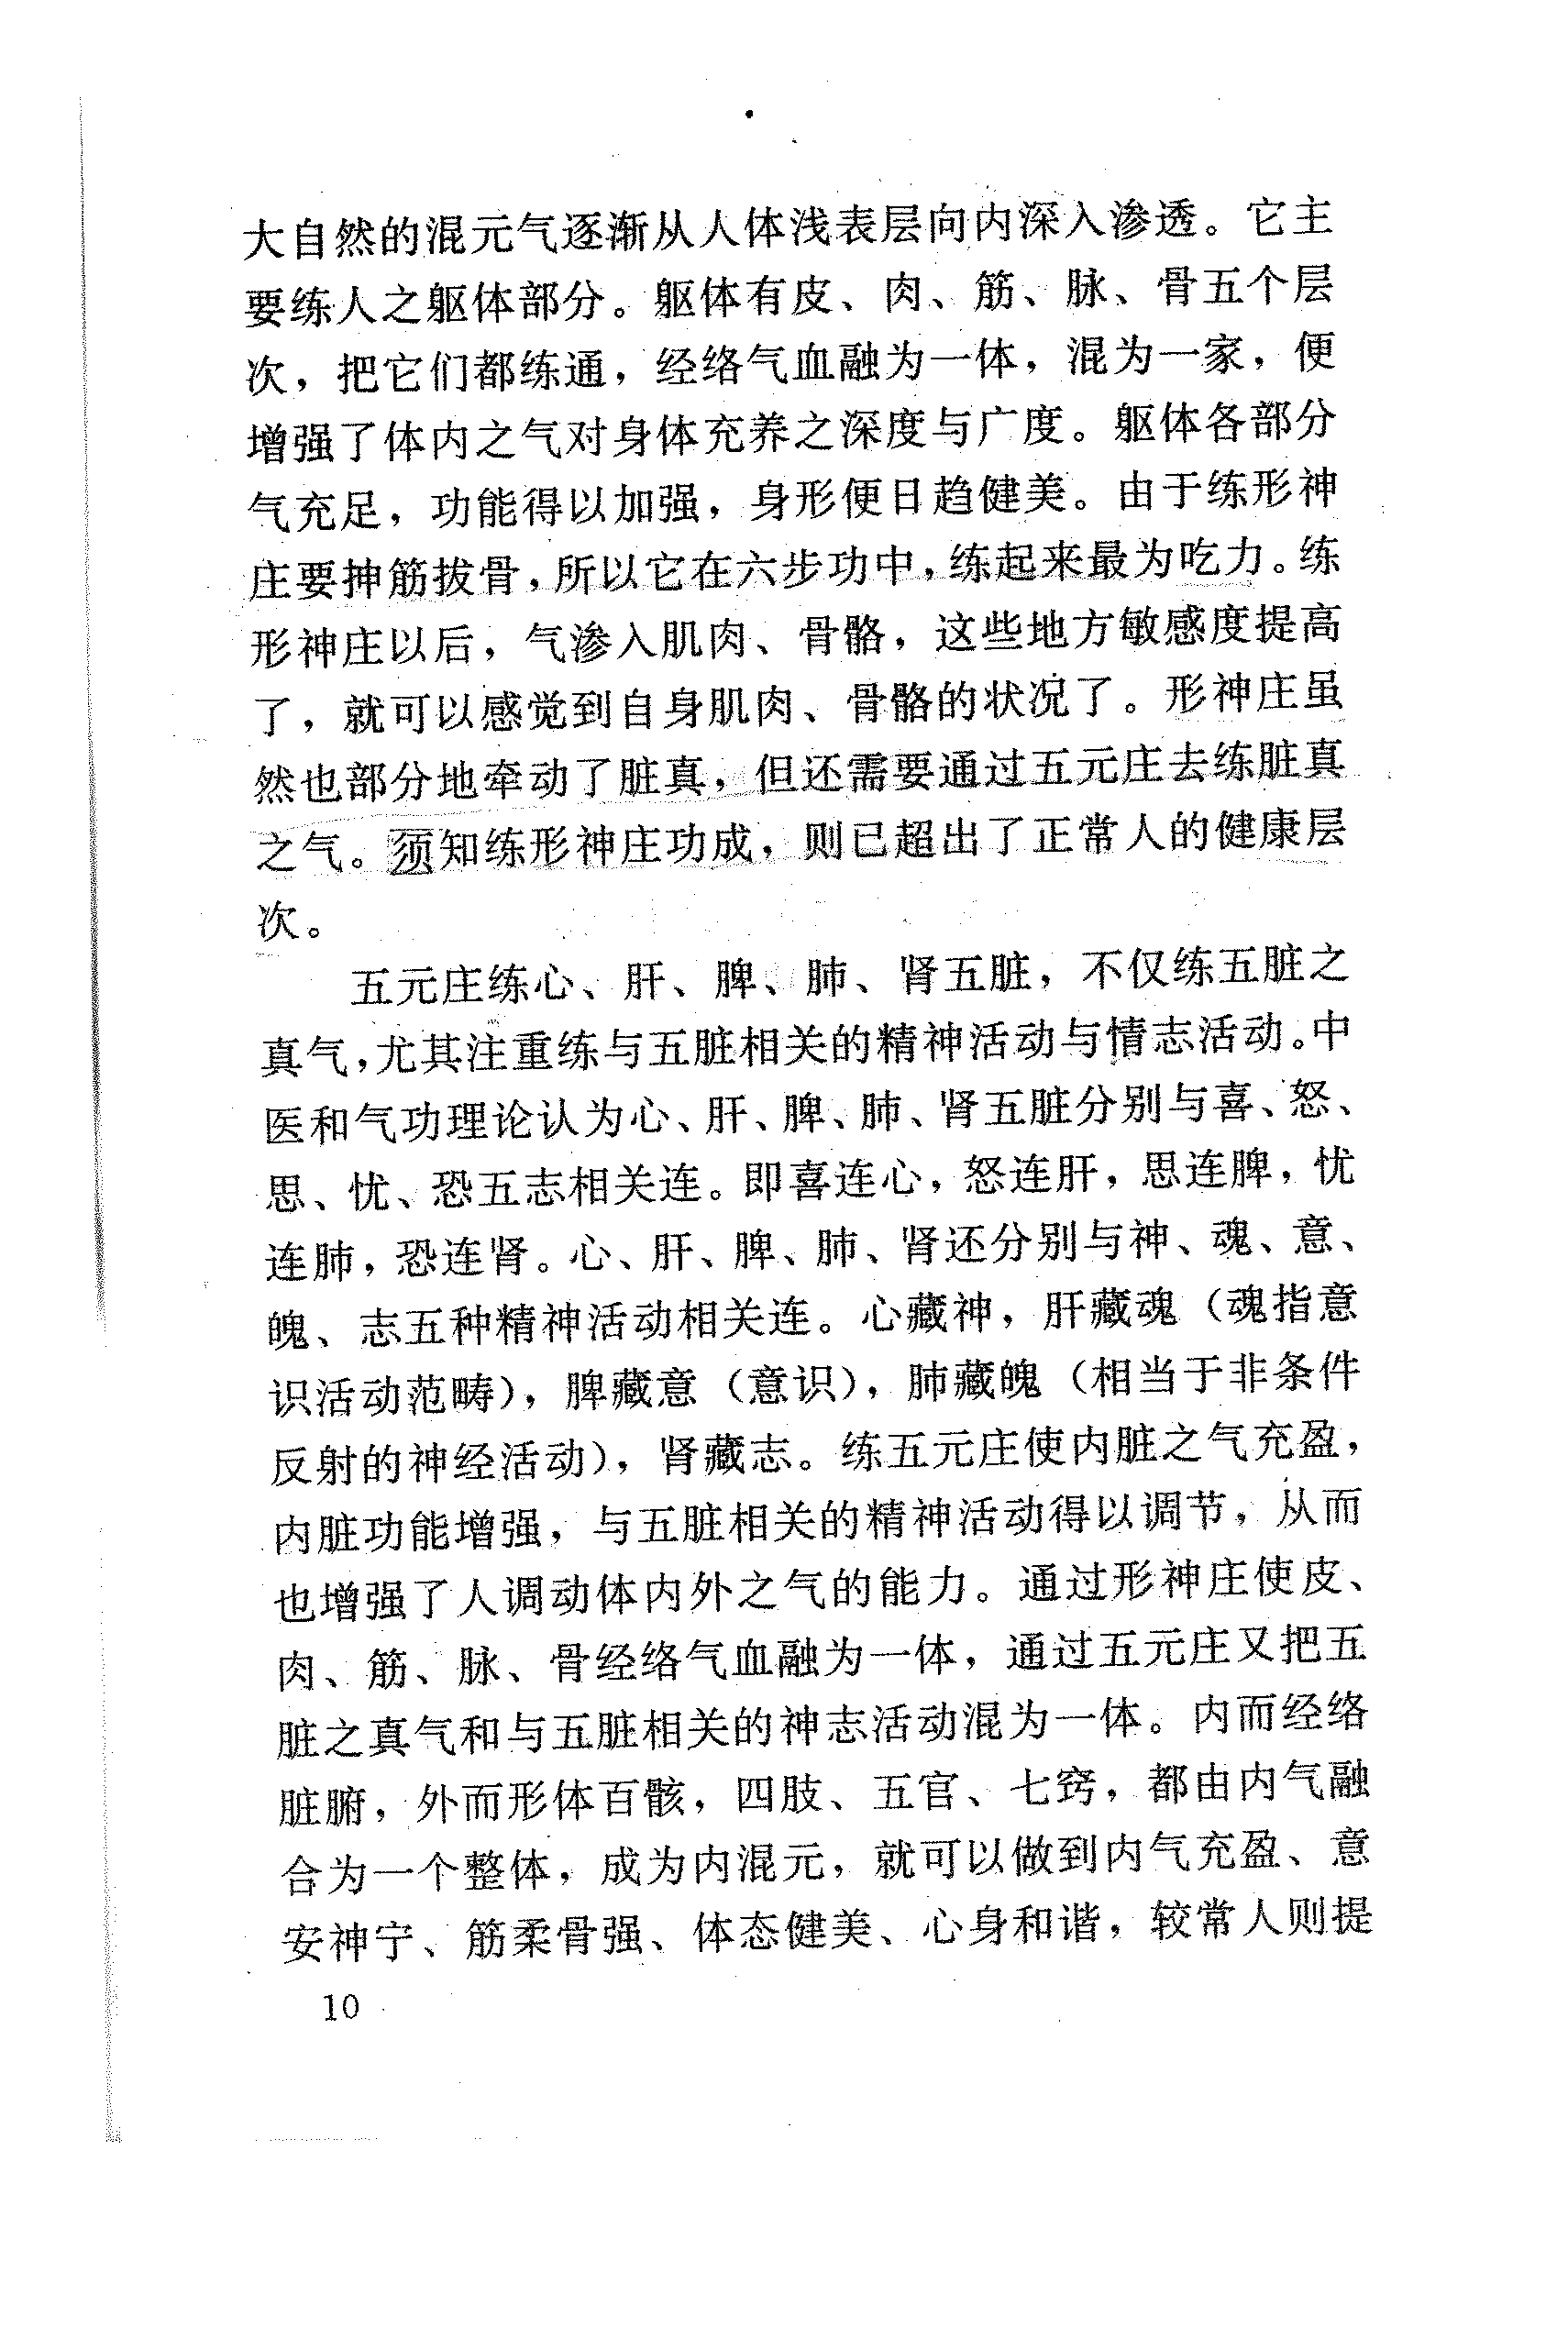 大自然的混元气逐渐从人体浅表层向内深入渗透。它主
要练人之躯体部分。躯体有皮、肉、筋、脉、骨五个层
次，把它们都练通，经络气血融为一体，混为一家，便
增强了体内之气对身体充养之深度与广度。躯体各部分
气充足，功能得以加强，身形便日趋健美。由于练形神
庄要抻筋拔骨，所以它在六步功中，练起来最为吃力。练
形神庄以后，气渗入肌肉、骨骼，这些地方敏感度提高
了，就可以感觉到自身肌肉、骨骼的状况了。形神庄虽
然也部分地牵动了脏真，但还需要通过五元庄去练脏真
之气。须知练形神庄功成，则已超出了正常人的健康层
次。
五元庄练心、肝、脾、肺、肾五脏，不仅练五脏之
真气，尤其注重练与五脏相关的精神活动与情志活动。中
医和气功理论认为心、肝、脾、肺、肾五脏分别与喜、怒、
思、忧、恐五志相关连。即喜连心，怒连肝，思连脾，忧
连肺，恐连肾。心、肝、脾、肺、肾还分别与神、魂、意、
魄、志五种精神活动相关连。心藏神，肝藏魂（魂指意
识活动范畴），脾藏意（意识），肺藏魄（相当于非条件
反射的神经活动），肾藏志。练五元庄使内脏之气充盈，
内脏功能增强，与五脏相关的精神活动得以调节，从而
也增强了人调动体内外之气的能力。通过形神庄使皮、
肉、筋、脉、骨经络气血融为一体，通过五元庄又把五
脏之真气和与五脏相关的神志活动混为一体。内而经络
脏腑，外而形体百骸，四肢、五官、七窍，都由内气融
合为一个整体，成为内混元，就可以做到内气充盈、意
安神宁、筋柔骨强、体态健美、心身和谐，较常人则提
10